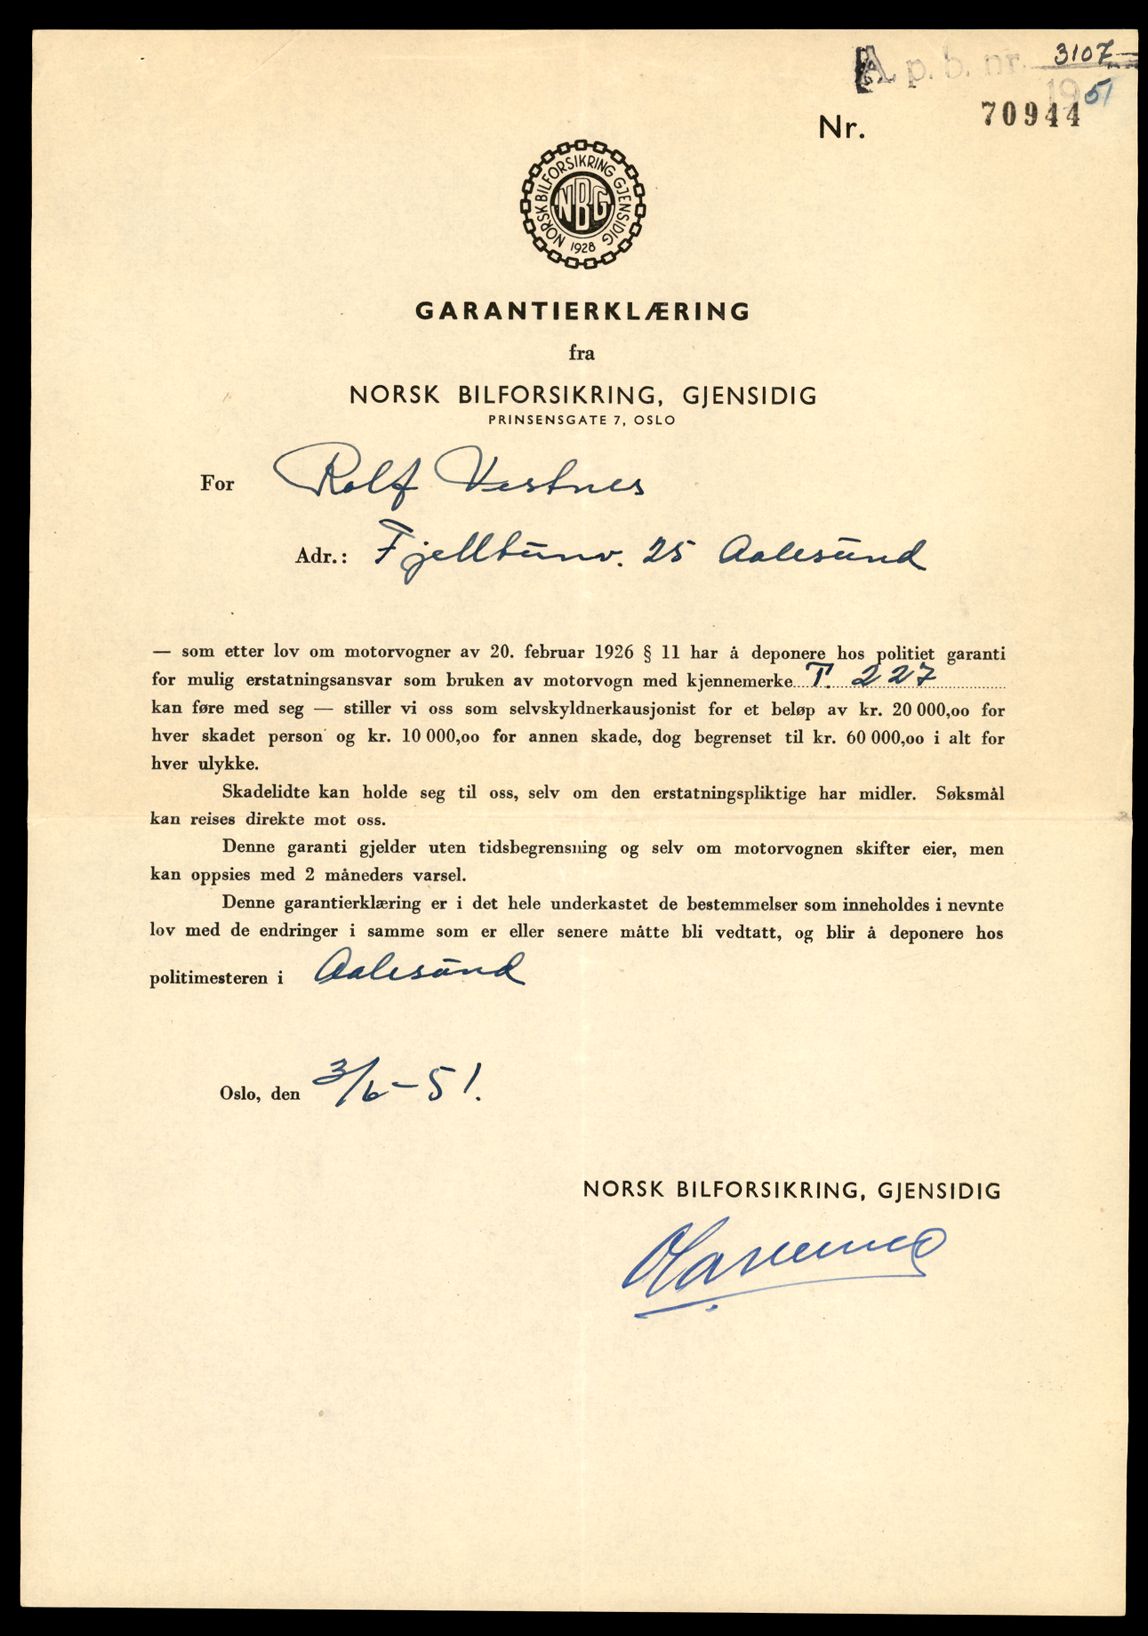 A. p. b. nr. 3107
1951
Nr. 70944
NORSK BILFORSIKRING GJENSIDIG
NBG
1928
GARANTIERKLÆRING
fra
NORSK BILFORSIKRING, GJENSIDIG
PRINSENSGATE 7, OSLO
For Rolf Vestnes
Adr.: Fjelltunv. 25 Aalesund
— som etter lov om motorvogner av 20. februar 1926 § 11 har å deponere hos politiet garanti
for mulig erstatningsansvar som bruken av motorvogn med kjennemerke T. 227
kan føre med seg — stiller vi oss som selvskyldnerkausjonist for et beløp av kr. 20 000,oo for
hver skadet person og kr. 10 000,oo for annen skade, dog begrenset til kr. 60 000,oo i alt for
hver ulykke.
Skadelidte kan holde seg til oss, selv om den erstatningspliktige har midler. Søksmål
kan reises direkte mot oss.
Denne garanti gjelder uten tidsbegrensning og selv om motorvognen skifter eier, men
kan oppsies med 2 måneders varsel.
Denne garantierklæring er i det hele underkastet de bestemmelser som inneholdes i nevnte
lov med de endringer i samme som er eller senere måtte bli vedtatt, og blir å deponere hos
politimesteren i Aalesund
Oslo, den 3/6-51.
NORSK BILFORSIKRING, GJENSIDIG